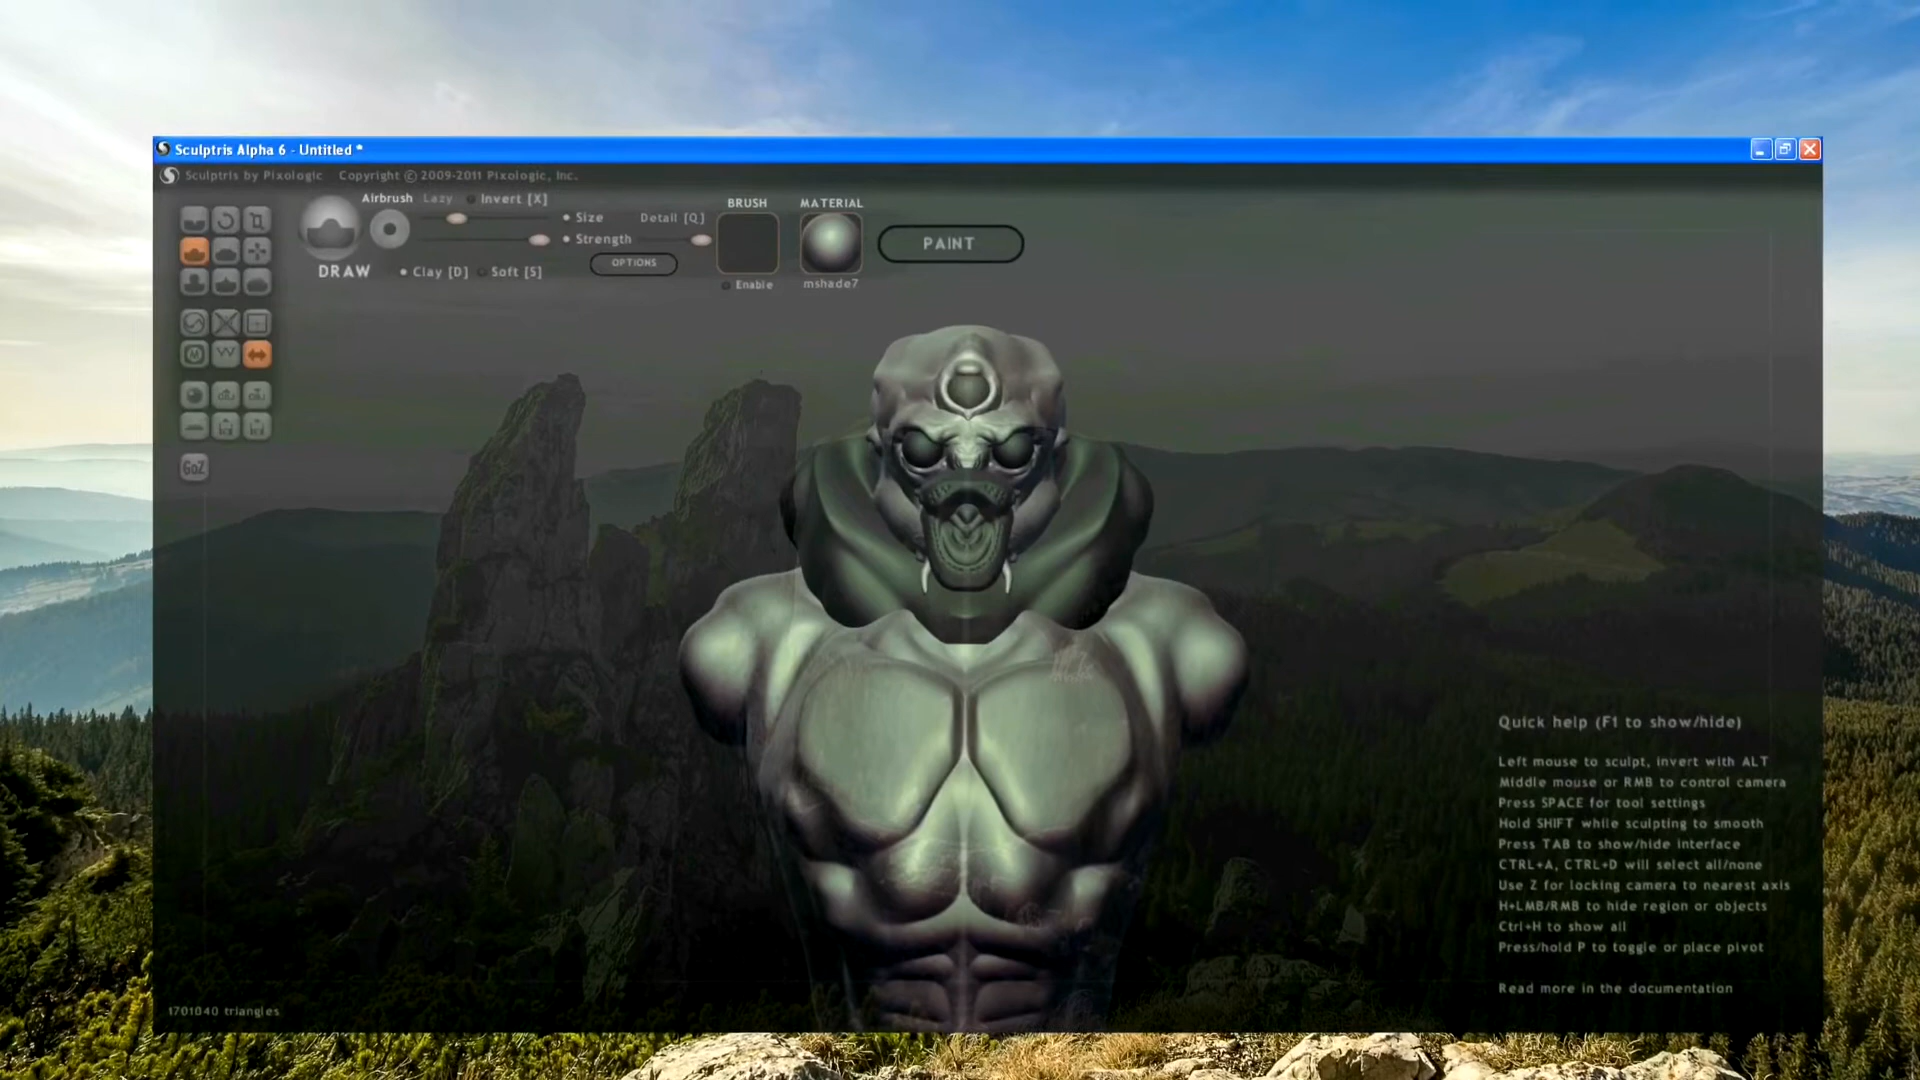 Sculptris Alpha 6 - Untitled *
Sculptris by Pixologic Copyright © 2009-2011 Pixologic, Inc.
Airbrush Lazy Invert [X]
Size Detail [Q]
Strength
DRAW Clay [D] Soft [S]
OPTIONS
BRUSH
Enable
MATERIAL
mshade7
PAINT
GoZ
Quick help (F1 to show/hide)
Left mouse to sculpt, invert with ALT
Middle mouse or RMB to control camera
Press SPACE for tool settings
Hold SHIFT while sculpting to smooth
Press TAB to show/hide interface
CTRL+A, CTRL+D will select all/none
Use Z for locking camera to nearest axis
H+LMB/RMB to hide region or objects
Ctrl+H to show all
Press/hold P to toggle or place pivot
Read more in the documentation
1701040 triangles